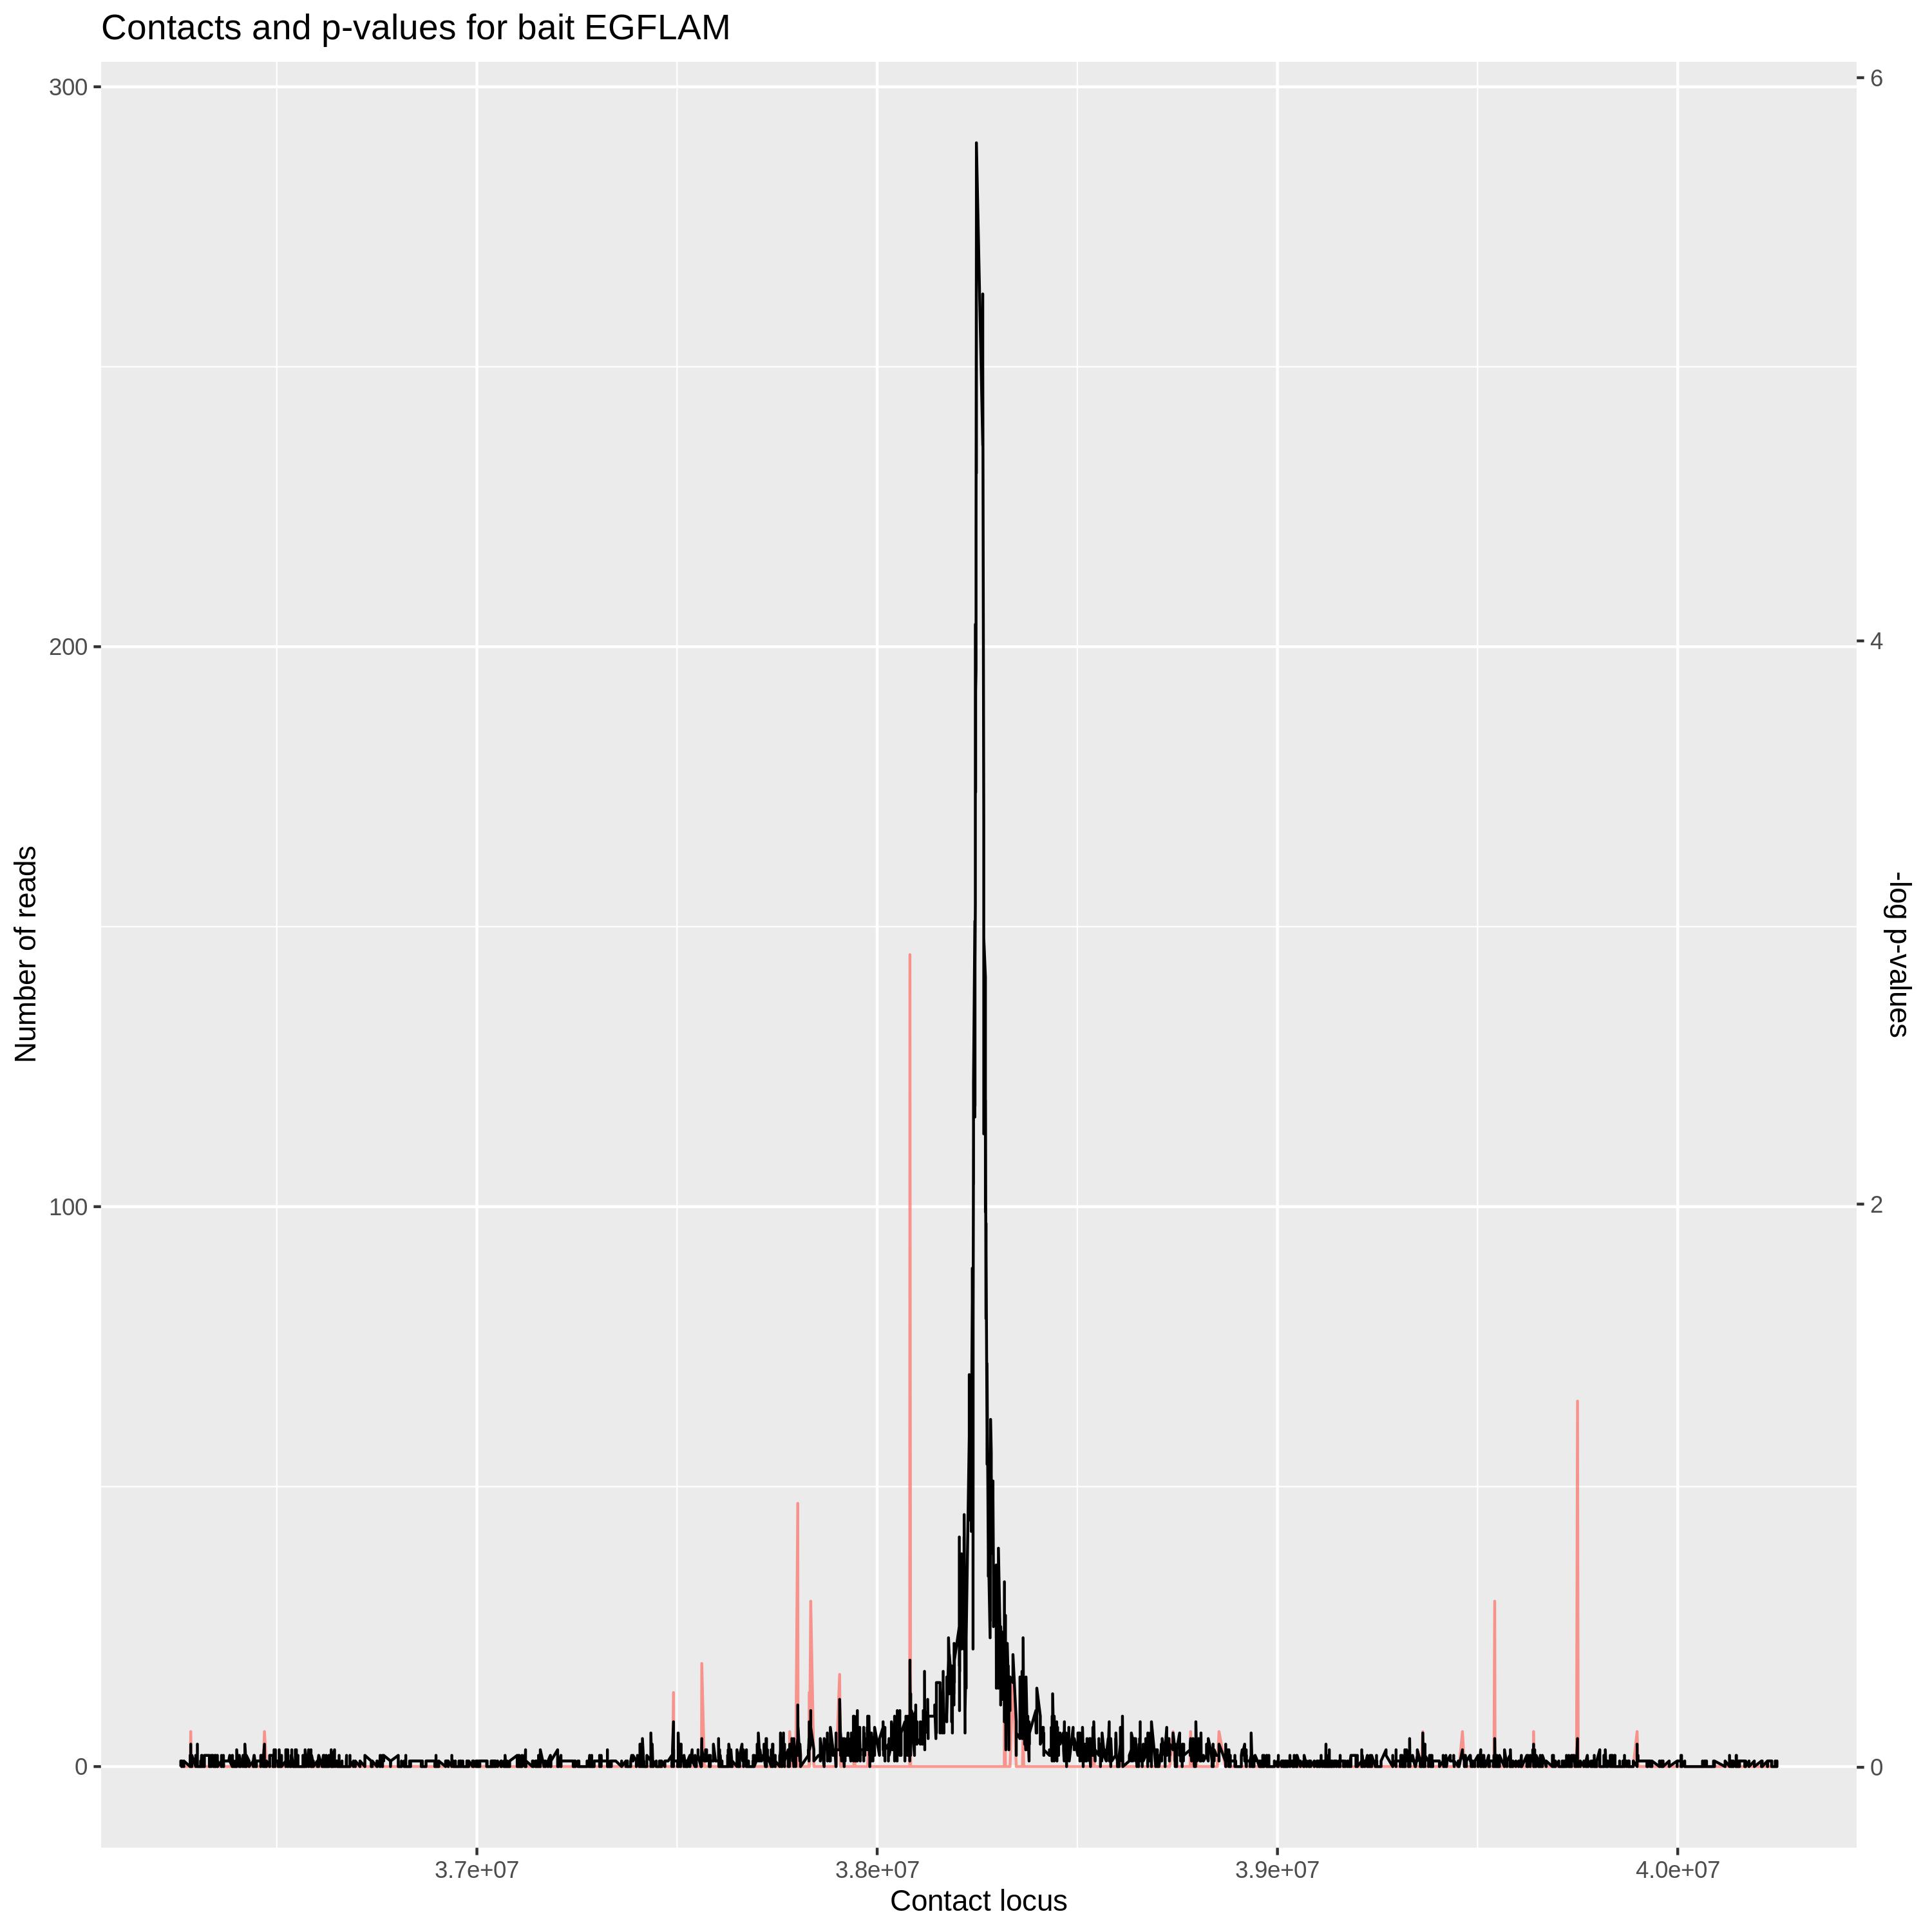 Contacts and p-values for bait EGFLAM
300
200
100
0
Number of reads
6
4
2
0
-log p-values
3.7e+07
3.8e+07
3.9e+07
4.0e+07
Contact locus